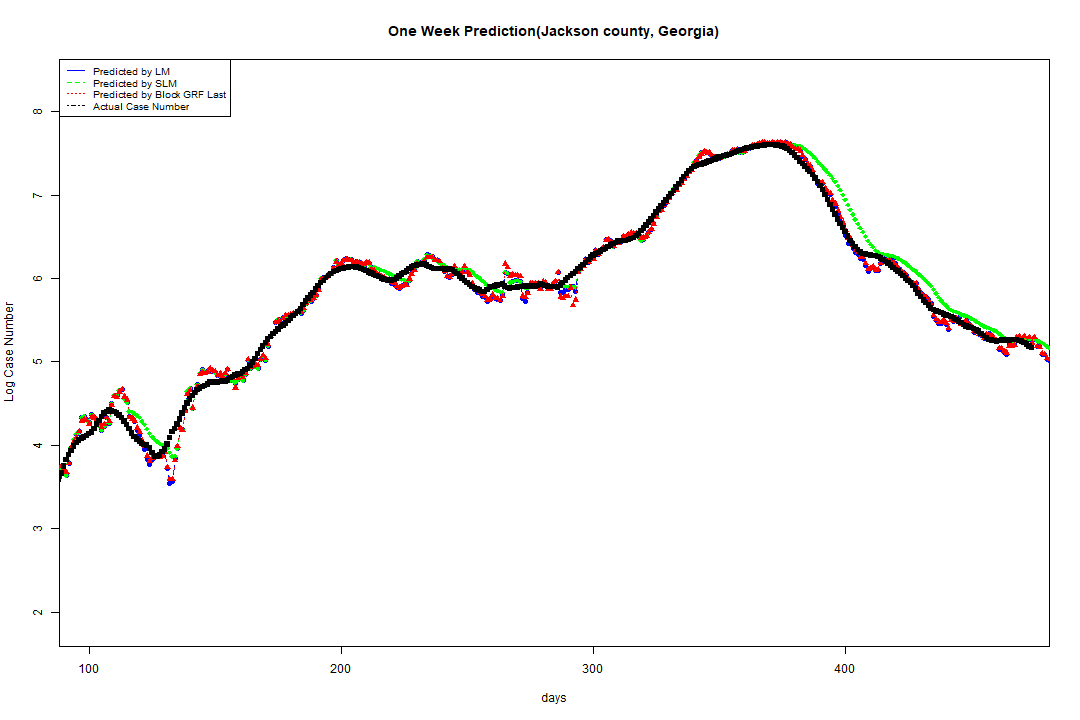 One Week Prediction(Jackson county, Georgia)
Predicted by LM
Predicted by SLM
Predicted by Block GRF Last
Actual Case Number
8
7
6
5
4
3
2
Log Case Number
100 200 300 400
days